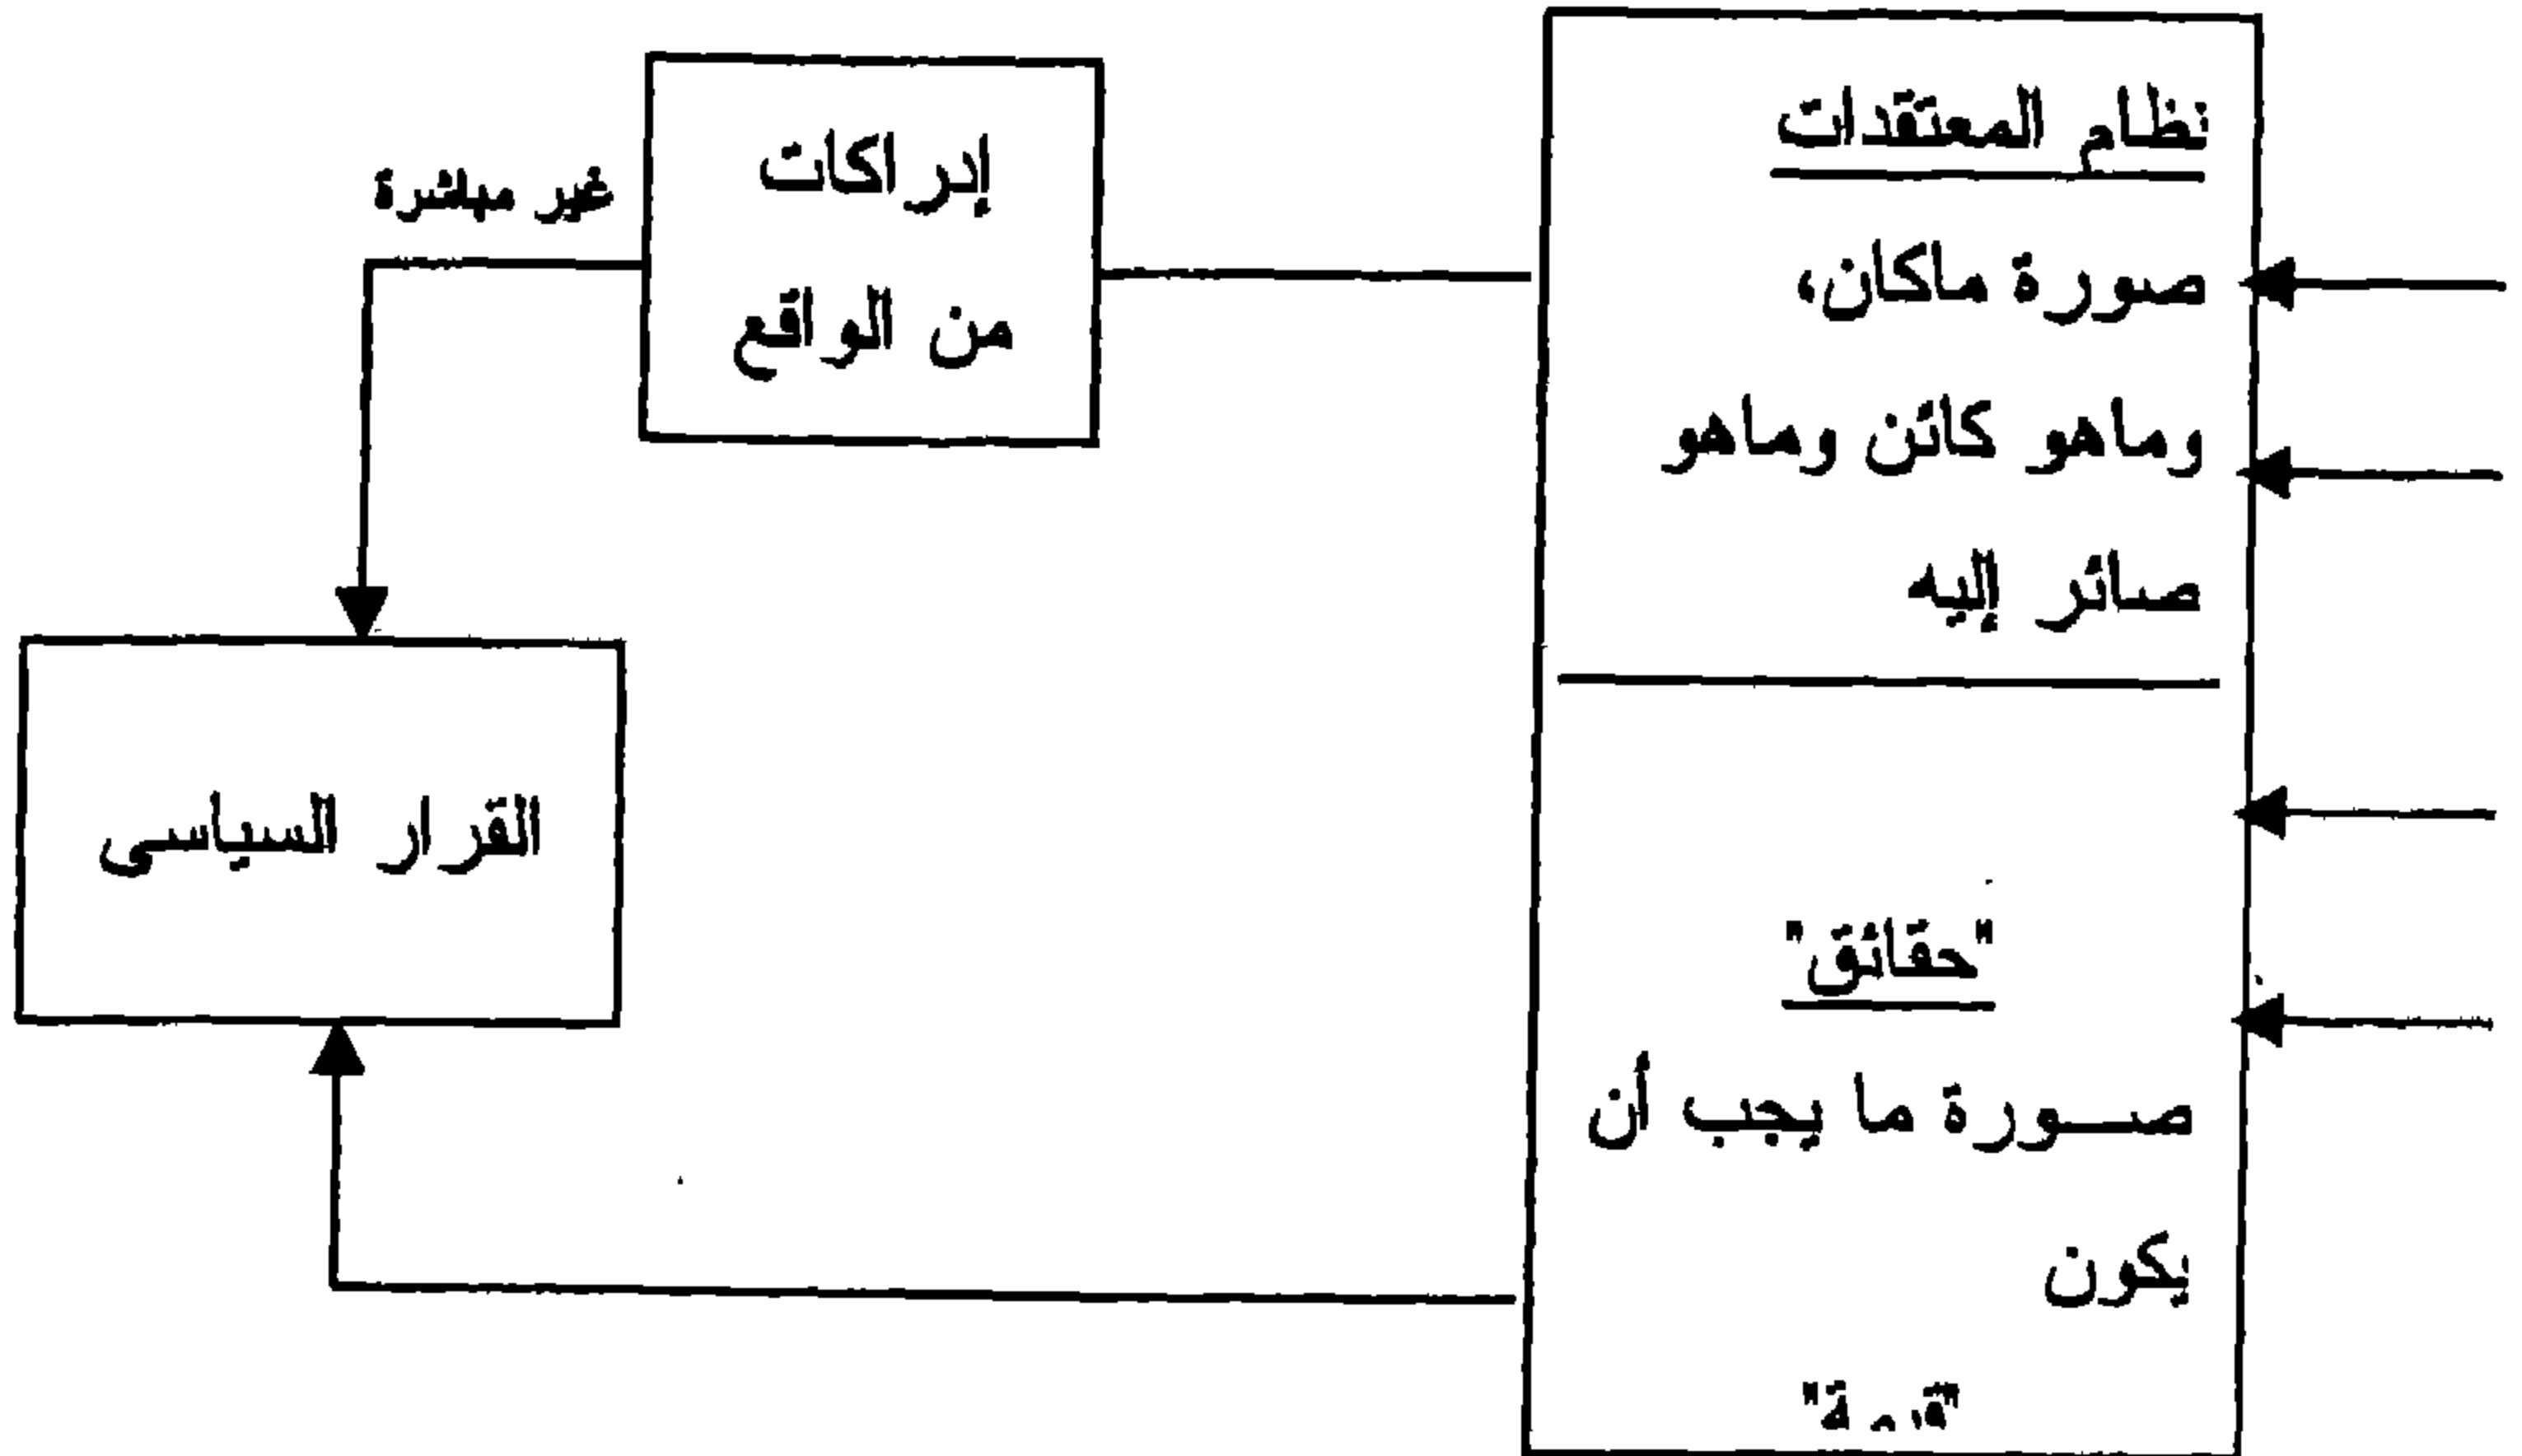 نظام المعتقدات
صورة ماكان،
وماهو كائن وماهو
صائر إليه
"حقائق"
صورة ما يجب أن
يكون
إدراكات
من الواقع
غير مباشرة
القرار السياسى